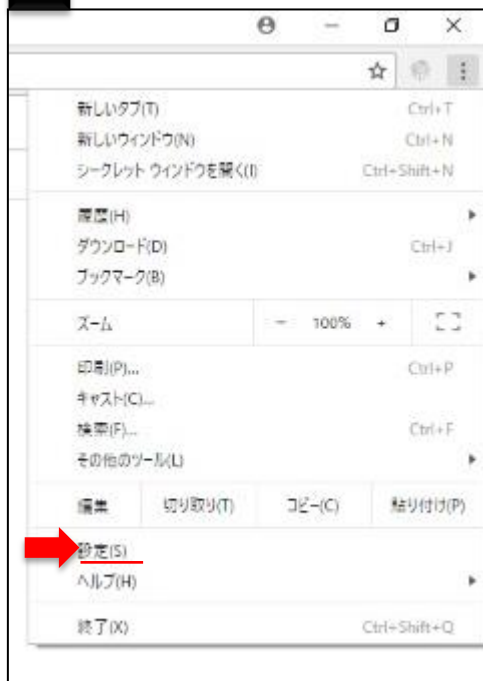 新しいタブ(T) Ctrl+T
新しいウィンドウ(N) Ctrl+N
シークレット ウィンドウを開く(I) Ctrl+Shift+N
履歴(H)
ダウンロード(D) Ctrl+J
ブックマーク(B)
ズーム − 100% +
印刷(P)... Ctrl+P
キャスト(C)...
検索(F)... Ctrl+F
その他のツール(L)
編集 切り取り(T) コピー(C) 貼り付け(P)
設定(S)
ヘルプ(H)
終了(X) Ctrl+Shift+Q